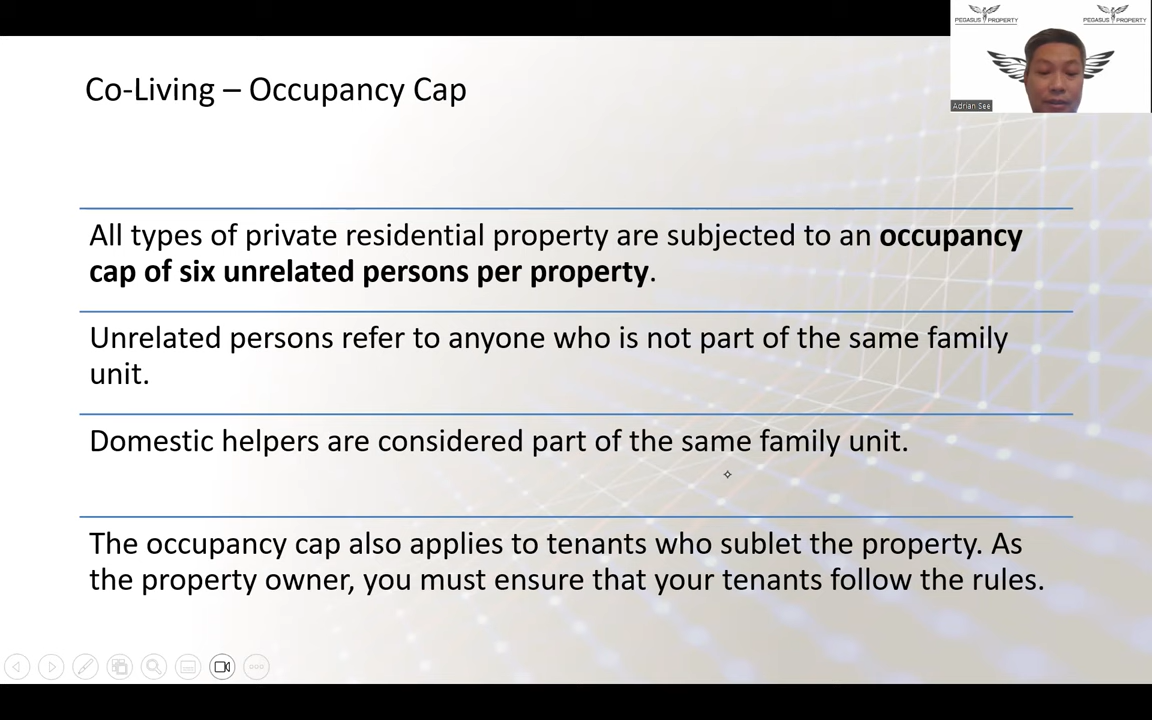 PEGASUS PROPERTY
PEGASUS PROPERTY
Adrian See
Co-Living – Occupancy Cap
All types of private residential property are subjected to an occupancy
cap of six unrelated persons per property.
Unrelated persons refer to anyone who is not part of the same family
unit.
Domestic helpers are considered part of the same family unit.
The occupancy cap also applies to tenants who sublet the property. As
the property owner, you must ensure that your tenants follow the rules.